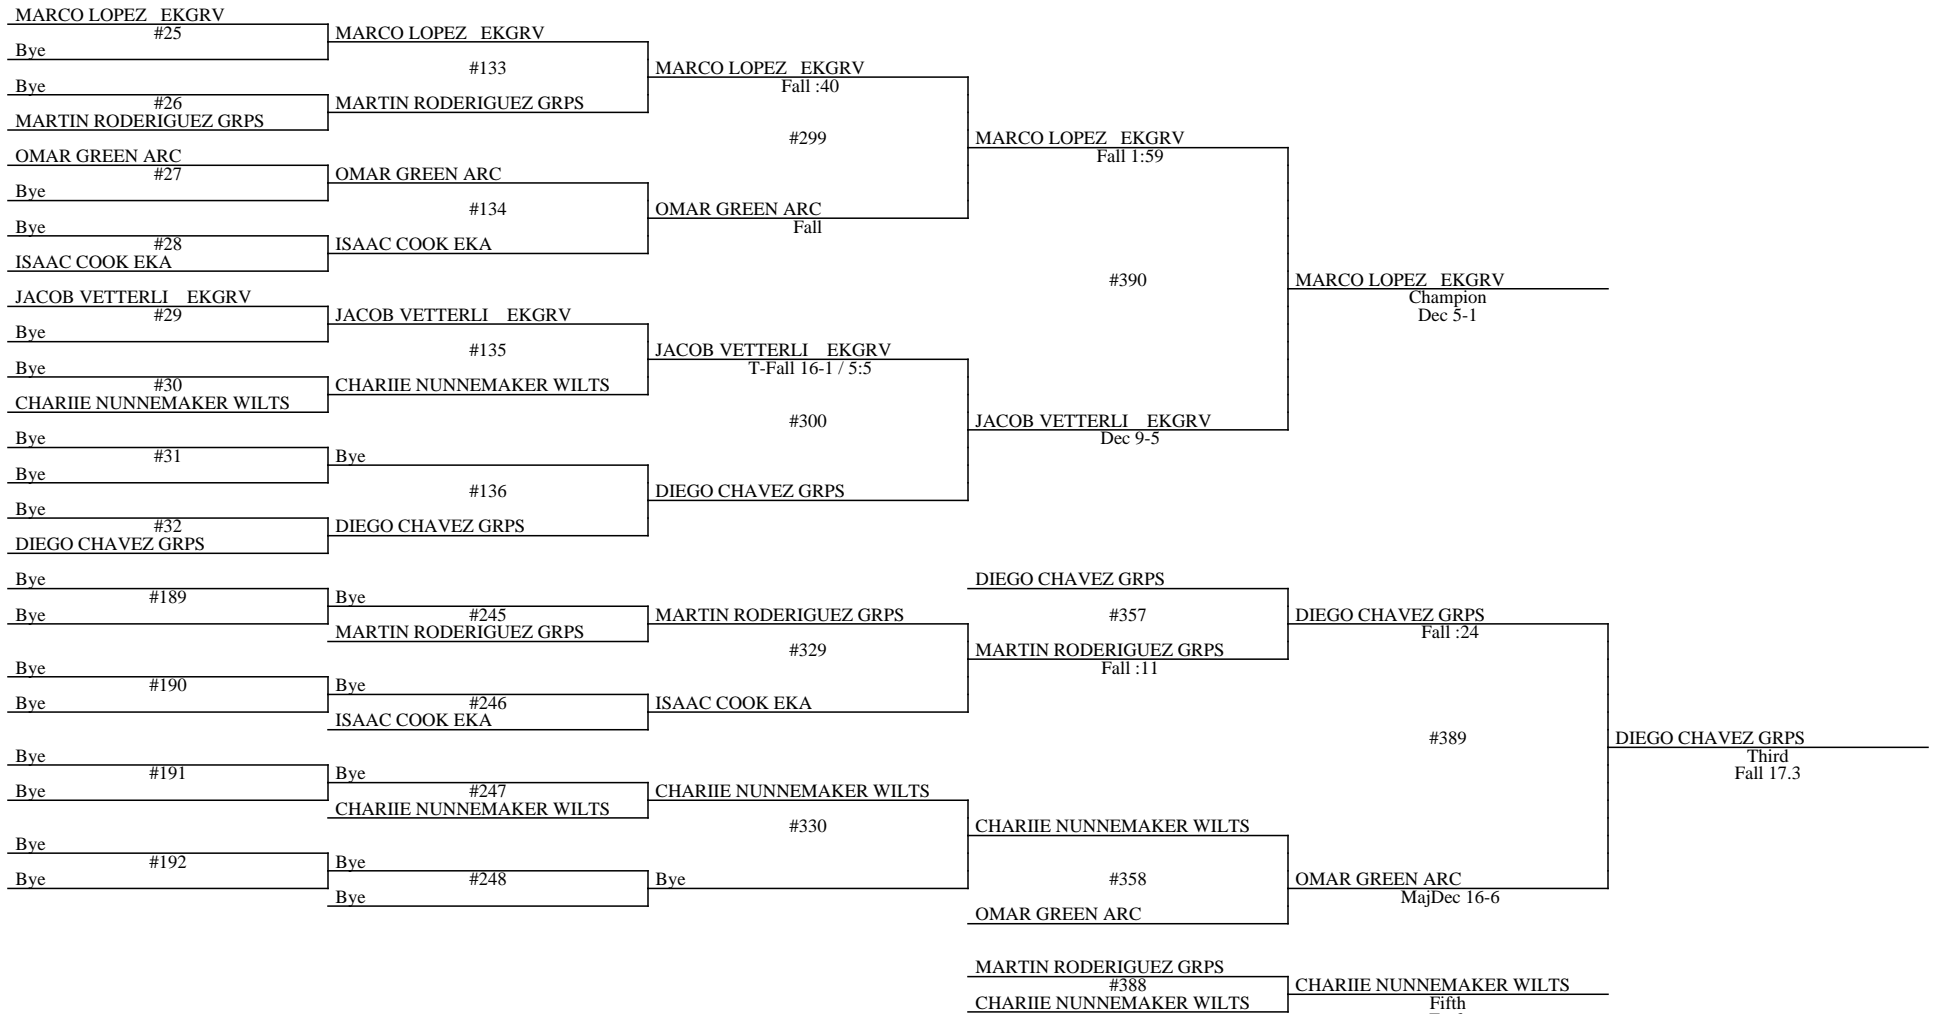 MARCO LOPEZ   EKGRV
#25
Bye
MARCO LOPEZ   EKGRV
#133
Bye
#26
MARTIN RODERIGUEZ GRPS
MARTIN RODERIGUEZ GRPS
MARCO LOPEZ   EKGRV
Fall :40
#299
OMAR GREEN ARC
#27
Bye
OMAR GREEN ARC
#134
Bye
#28
ISAAC COOK EKA
ISAAC COOK EKA
OMAR GREEN ARC
Fall
MARCO LOPEZ   EKGRV
Fall 1:59
#390
JACOB VETTERLI    EKGRV
#29
Bye
JACOB VETTERLI    EKGRV
#135
Bye
#30
CHARIIE NUNNEMAKER WILTS
CHARIIE NUNNEMAKER WILTS
JACOB VETTERLI    EKGRV
T-Fall 16-1 / 5:5
#300
Bye
#31
Bye
Bye
#136
Bye
#32
DIEGO CHAVEZ GRPS
DIEGO CHAVEZ GRPS
DIEGO CHAVEZ GRPS
JACOB VETTERLI    EKGRV
Dec 9-5
MARCO LOPEZ   EKGRV
Champion
Dec 5-1
Bye
#189
Bye
Bye
#245
MARTIN RODERIGUEZ GRPS
MARTIN RODERIGUEZ GRPS
#329
Bye
#190
Bye
Bye
#246
ISAAC COOK EKA
ISAAC COOK EKA
DIEGO CHAVEZ GRPS
#357
MARTIN RODERIGUEZ GRPS
Fall :11
DIEGO CHAVEZ GRPS
Fall :24
#389
Bye
#191
Bye
Bye
#247
CHARIIE NUNNEMAKER WILTS
CHARIIE NUNNEMAKER WILTS
#330
Bye
#192
Bye
Bye
#248
Bye
Bye
CHARIIE NUNNEMAKER WILTS
#358
OMAR GREEN ARC
OMAR GREEN ARC
MajDec 16-6
DIEGO CHAVEZ GRPS
Third
Fall 17.3
MARTIN RODERIGUEZ GRPS
#388
CHARIIE NUNNEMAKER WILTS
CHARIIE NUNNEMAKER WILTS
Fifth